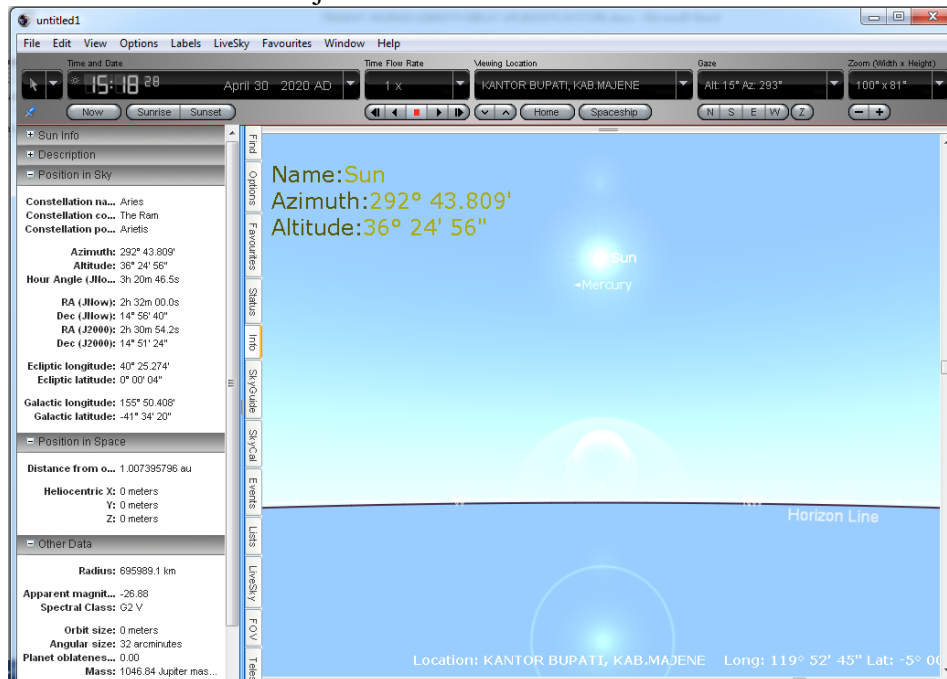 untitled1
File Edit View Options Labels LiveSky Favourites Window Help
Time and Date Time Flow Rate Viewing Location Gaze Zoom (Width x Height)
15:18 28 April 30 2020 AD 1 x KANTOR BUPATI, KAB.MAJENE Alt: 15° Az: 293° 100° x 81°
Now Sunrise Sunset Home Spaceship N S E W Z
Sun Info
Description
Position in Sky
Constellation na... Aries
Constellation co... The Ram
Constellation po... Arietis
Azimuth: 292° 43.809'
Altitude: 36° 24' 56"
Hour Angle (JNo... 3h 20m 46.5s
RA (JNow): 2h 32m 00.0s
Dec (JNow): 14° 56' 40"
RA (J2000): 2h 30m 54.2s
Dec (J2000): 14° 51' 24"
Ecliptic longitude: 40° 25.274'
Ecliptic latitude: 0° 00' 04"
Galactic longitude: 155° 50.408'
Galactic latitude: -41° 34' 20"
Position in Space
Distance from o... 1.007395796 au
Heliocentric X: 0 meters
Y: 0 meters
Z: 0 meters
Other Data
Radius: 695989.1 km
Apparent magnit... -26.88
Spectral Class: G2 V
Orbit size: 0 meters
Angular size: 32 arcminutes
Planet oblatenes... 0.00
Mass: 1046.84 Jupiter mas...
Find
Options
Favourites
Status
Info
SkyGuide
SkyCal
Events
Lists
LiveSky
FOV
Teles
Name:Sun
Azimuth:292° 43.809'
Altitude:36° 24' 56"
Sun
Mercury
Horizon Line
Location: KANTOR BUPATI, KAB.MAJENE Long: 119° 52' 45" Lat: -5° 00